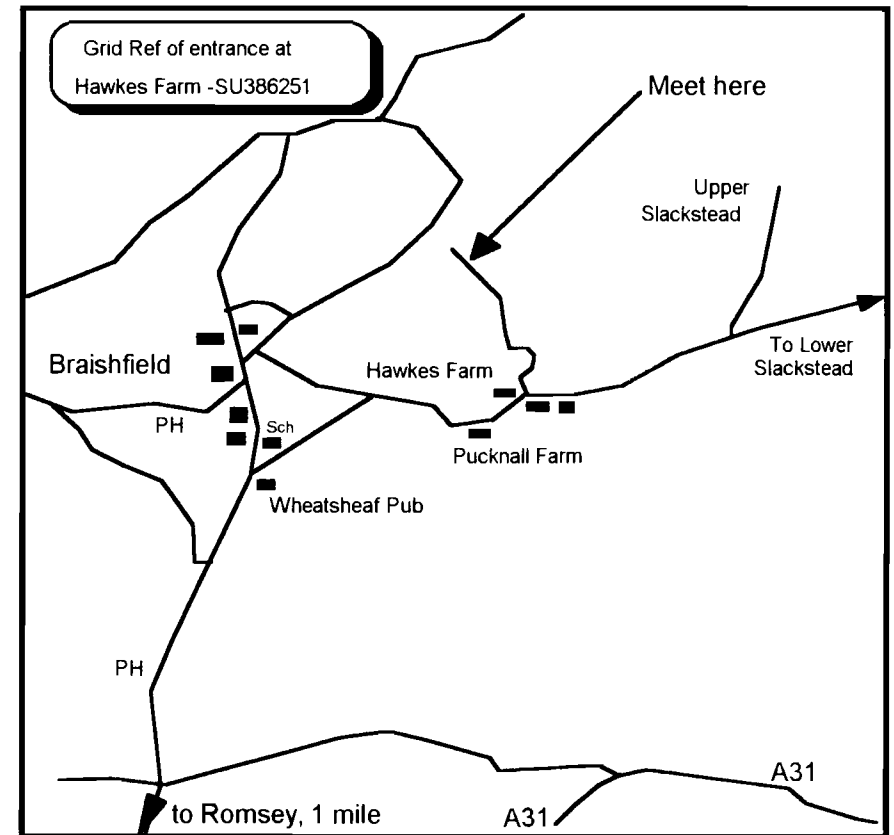 Grid Ref of entrance at
Hawkes Farm -SU386251
Meet here
Upper
Slackstead
To Lower
Slackstead
Braishfield
Hawkes Farm
PH
Sch
Pucknall Farm
Wheatsheaf Pub
PH
A31
to Romsey, 1 mile
A31